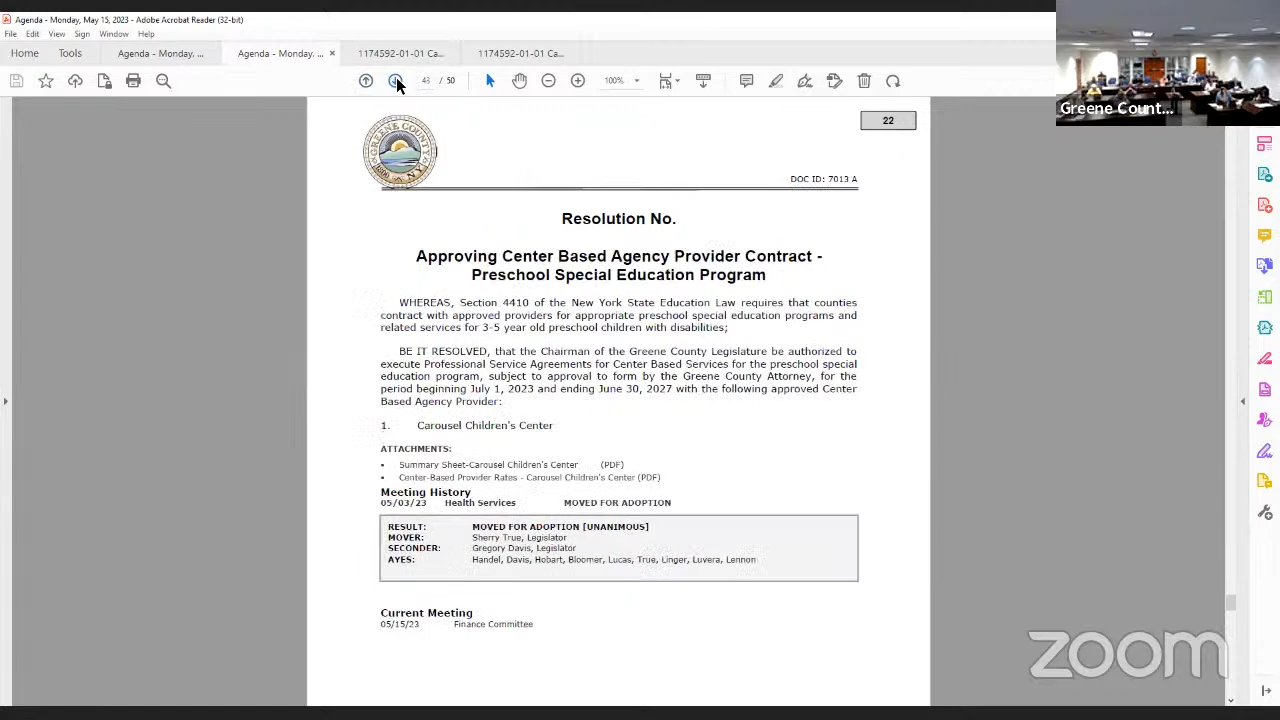 Agenda - Monday, May 15, 2023 - Adobe Acrobat Reader (32-bit)
File Edit View Sign Window Help
Home Tools Agenda - Monday, ... Agenda - Monday, ... × 1174592-01-01 Ca... 1174592-01-01 Ca...
43 / 50 100%
Greene Count...
22
GREENE COUNTY
1800 N.Y.
DOC ID: 7013 A
Resolution No.
Approving Center Based Agency Provider Contract -
Preschool Special Education Program
WHEREAS, Section 4410 of the New York State Education Law requires that counties
contract with approved providers for appropriate preschool special education programs and
related services for 3-5 year old preschool children with disabilities;
BE IT RESOLVED, that the Chairman of the Greene County Legislature be authorized to
execute Professional Service Agreements for Center Based Services for the preschool special
education program, subject to approval to form by the Greene County Attorney, for the
period beginning July 1, 2023 and ending June 30, 2027 with the following approved Center
Based Agency Provider:
1. Carousel Children's Center
ATTACHMENTS:
• Summary Sheet-Carousel Children's Center (PDF)
• Center-Based Provider Rates - Carousel Children's Center (PDF)
Meeting History
05/03/23 Health Services MOVED FOR ADOPTION
RESULT: MOVED FOR ADOPTION [UNANIMOUS]
MOVER: Sherry True, Legislator
SECONDER: Gregory Davis, Legislator
AYES: Handel, Davis, Hobart, Bloomer, Lucas, True, Linger, Luvera, Lennon
Current Meeting
05/15/23 Finance Committee
zoom